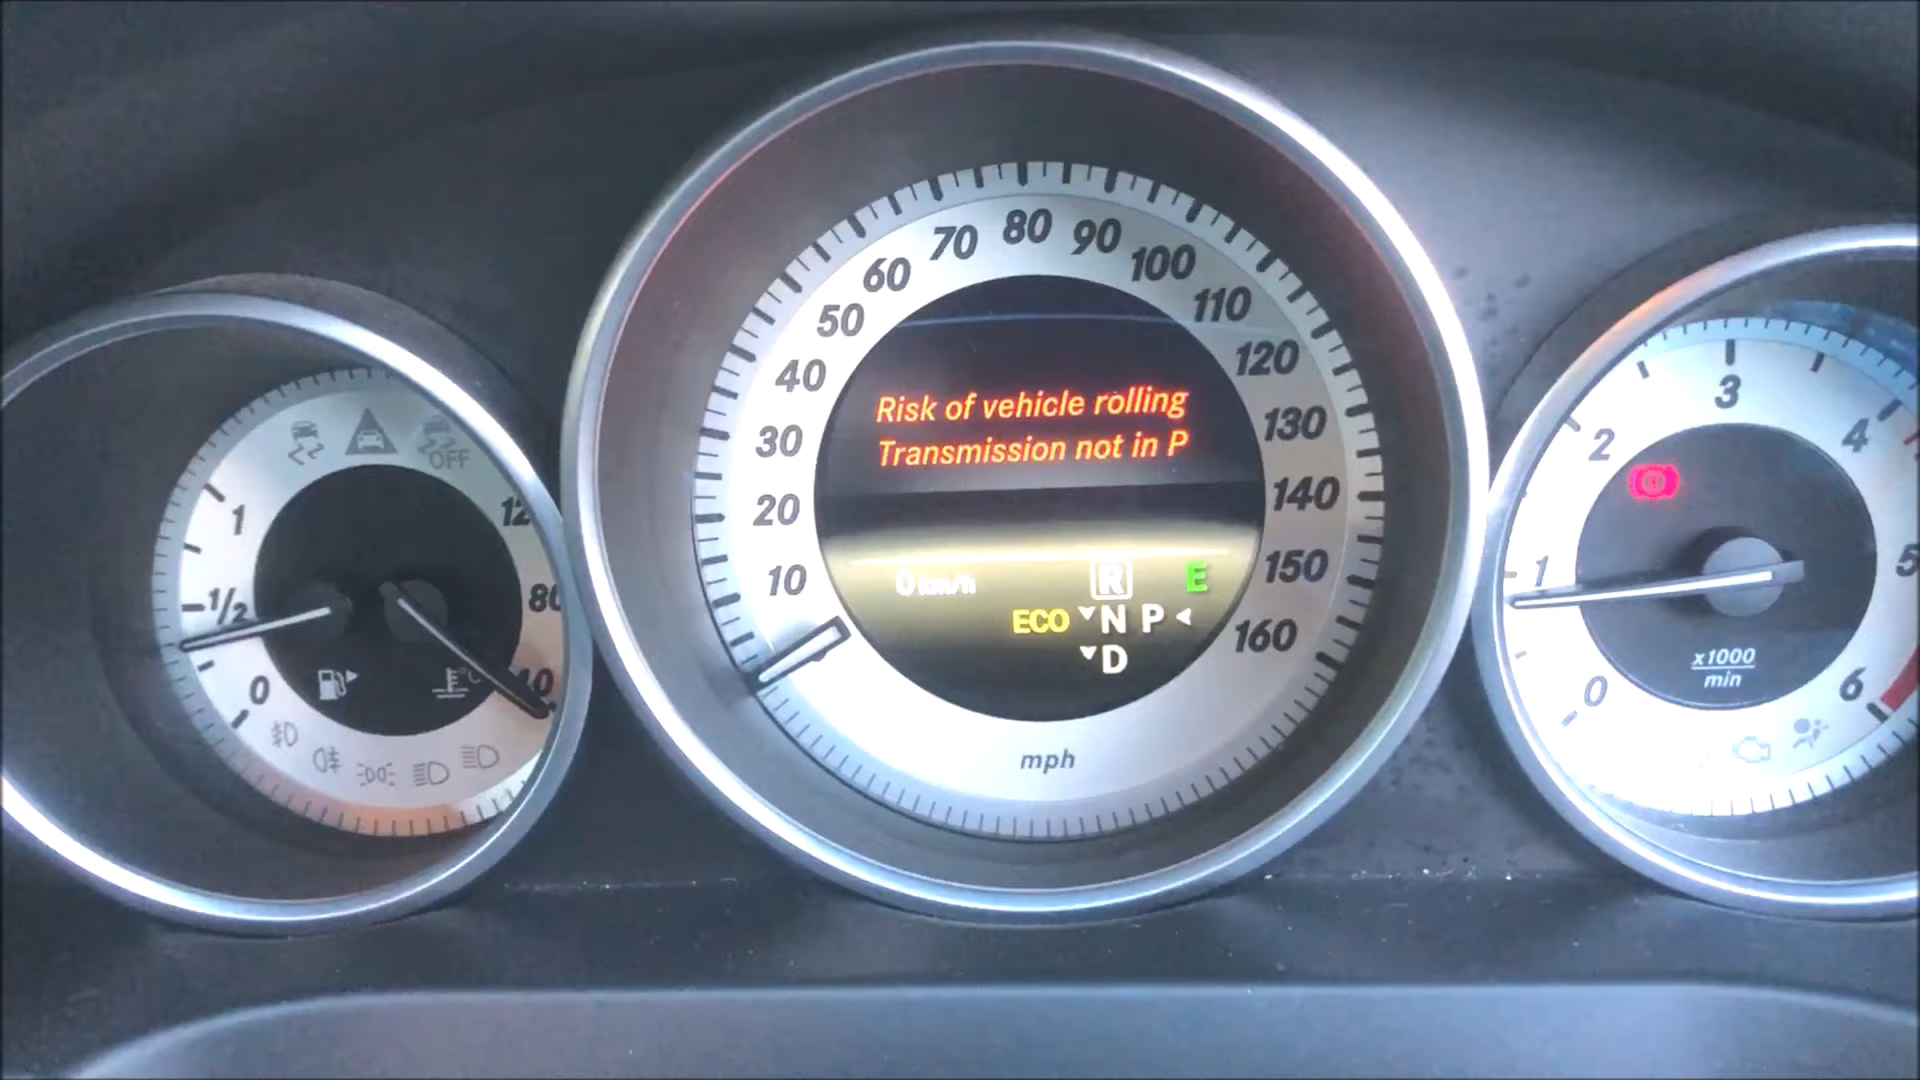 OFF
1
1/2
0
12
80
40
°C
10
20
30
40
50
60
70
80
90
100
110
120
130
140
150
160
Risk of vehicle rolling
Transmission not in P
0 km/h
R
E
ECO
N P
D
mph
0
1
2
3
4
5
6
x1000
min